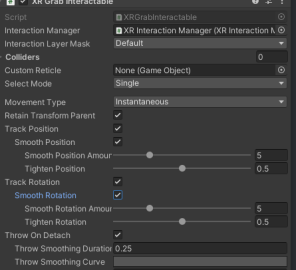 XR Grab Interactable
Script XRGrabInteractable
Interaction Manager XR Interaction Manager (XR Interaction M
Interaction Layer Mask Default
Colliders 0
Custom Reticle None (Game Object)
Select Mode Single
Movement Type Instantaneous
Retain Transform Parent
Track Position
Smooth Position
Smooth Position Amour 5
Tighten Position 0.5
Track Rotation
Smooth Rotation
Smooth Rotation Amour 5
Tighten Rotation 0.5
Throw On Detach
Throw Smoothing Duration 0.25
Throw Smoothing Curve